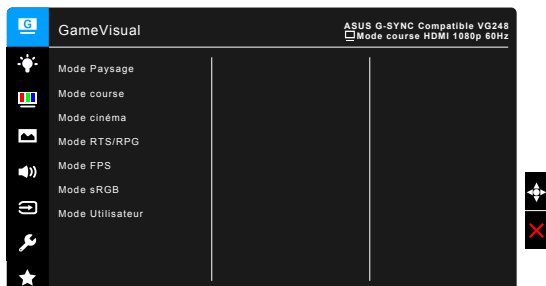 G
GameVisual
ASUS G-SYNC Compatible VG248
Mode course HDMI 1080p 60Hz
Mode Paysage
Mode course
Mode cinéma
Mode RTS/RPG
Mode FPS
Mode sRGB
Mode Utilisateur